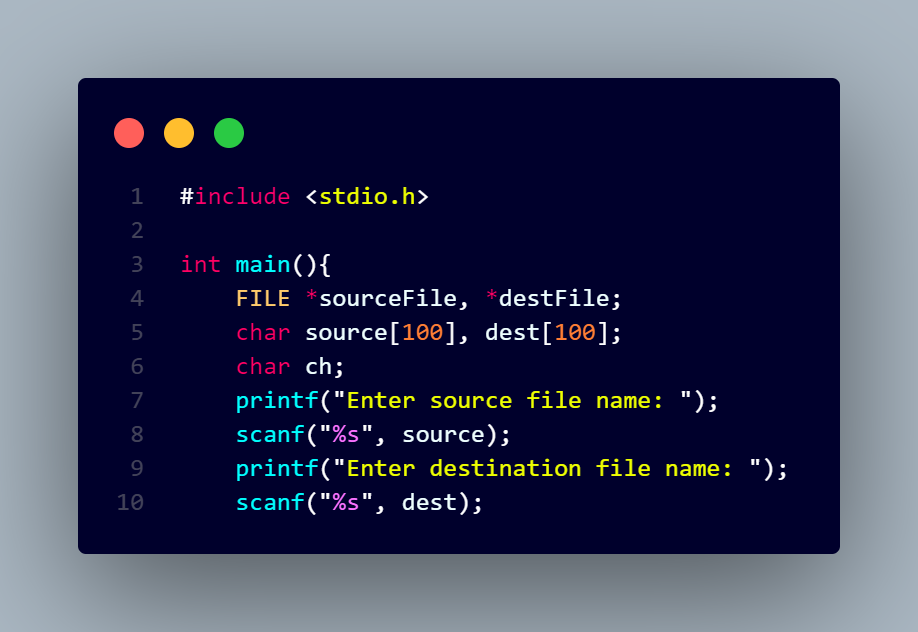 1 #include <stdio.h>
2
3 int main(){
4     FILE *sourceFile, *destFile;
5     char source[100], dest[100];
6     char ch;
7     printf("Enter source file name: ");
8     scanf("%s", source);
9     printf("Enter destination file name: ");
10     scanf("%s", dest);